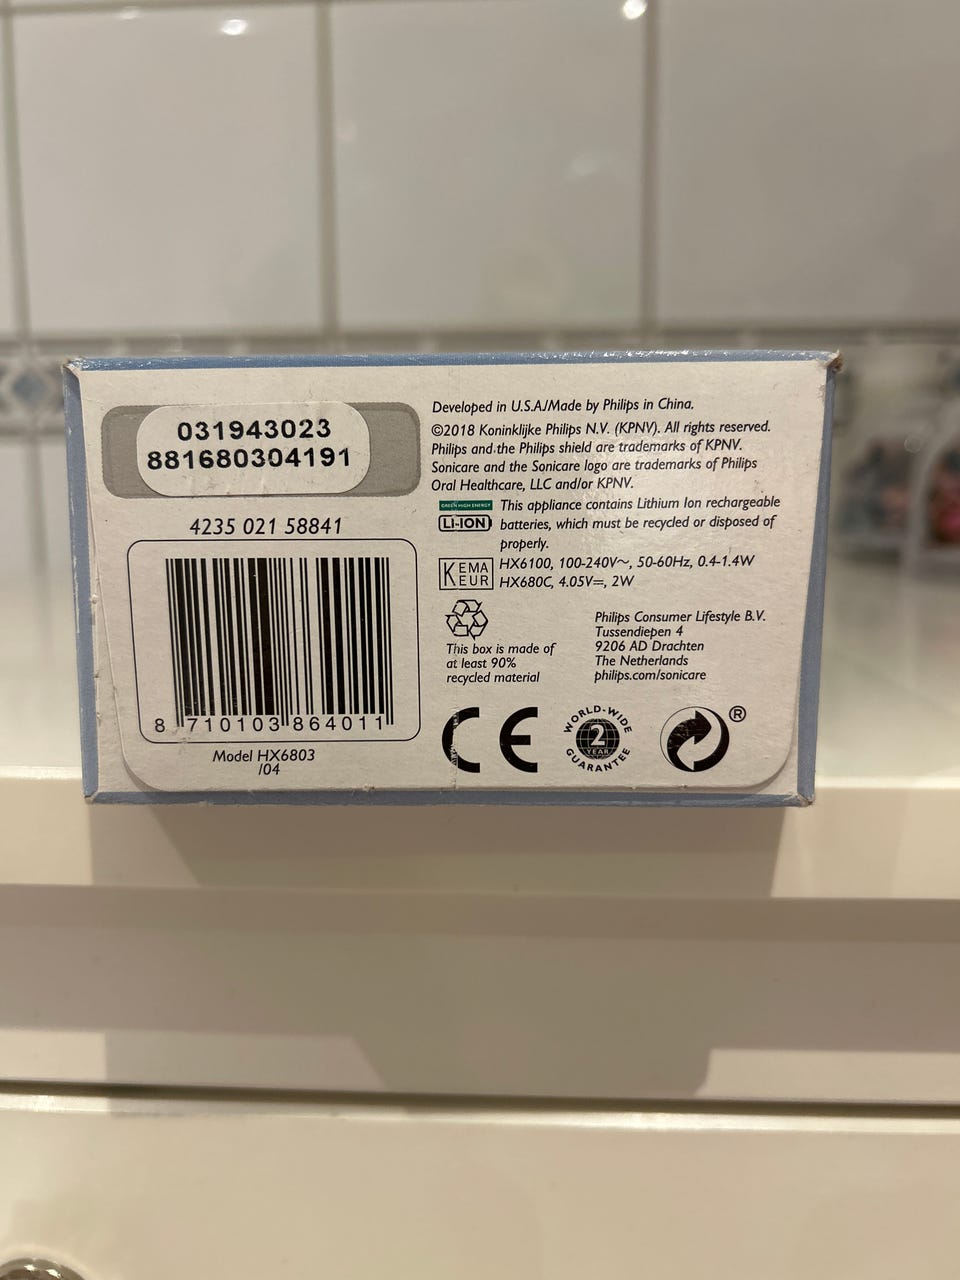 031943023
881680304191
4235 021 58841
8 710103 864011
Model HX6803
/04
Developed in U.S.A./Made by Philips in China.
©2018 Koninklijke Philips N.V. (KPNV). All rights reserved.
Philips and the Philips shield are trademarks of KPNV.
Sonicare and the Sonicare logo are trademarks of Philips
Oral Healthcare, LLC and/or KPNV.
GREEN HIGH ENERGY
LI-ION
This appliance contains Lithium Ion rechargeable
batteries, which must be recycled or disposed of
properly.
KEMA
EUR
HX6100, 100-240V~, 50-60Hz, 0.4-1.4W
HX680C, 4.05V⎓, 2W
This box is made of
at least 90%
recycled material
Philips Consumer Lifestyle B.V.
Tussendiepen 4
9206 AD Drachten
The Netherlands
philips.com/sonicare
CE
WORLD-WIDE
2
YEAR
GUARANTEE
®